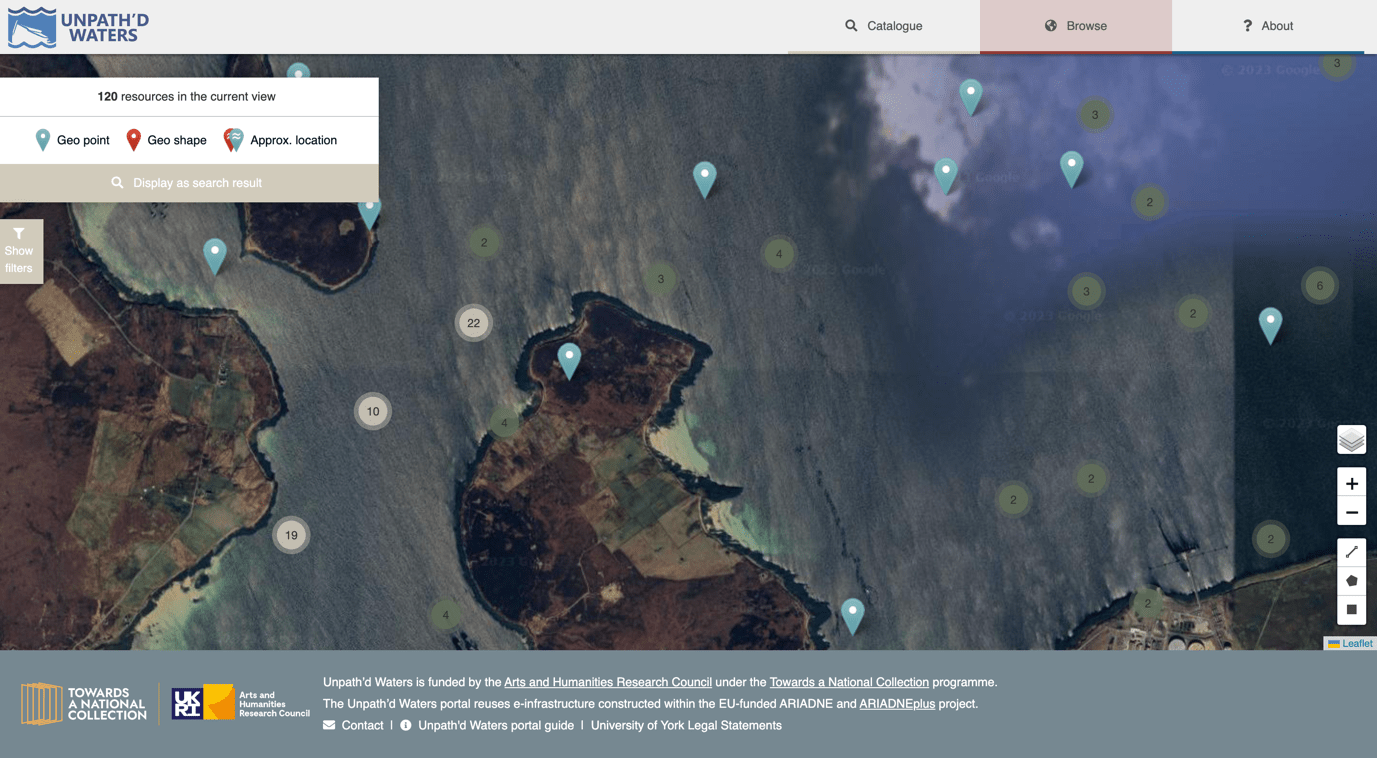 UNPATH'D
WATERS
Catalogue
Browse
? About
120 resources in the current view
Geo point
Geo shape
Approx. location
Display as search result
Show
filters
© 2023 Google
3
3
2
2
4
3
3
6
2
22
10
4
2
2
19
2
4
2
© 2023 Google
+
−
Leaflet
TOWARDS
A NATIONAL
COLLECTION
UK
RI
Arts and
Humanities
Research Council
Unpath'd Waters is funded by the Arts and Humanities Research Council under the Towards a National Collection programme.
The Unpath'd Waters portal reuses e-infrastructure constructed within the EU-funded ARIADNE and ARIADNEplus project.
Contact | Unpath'd Waters portal guide | University of York Legal Statements